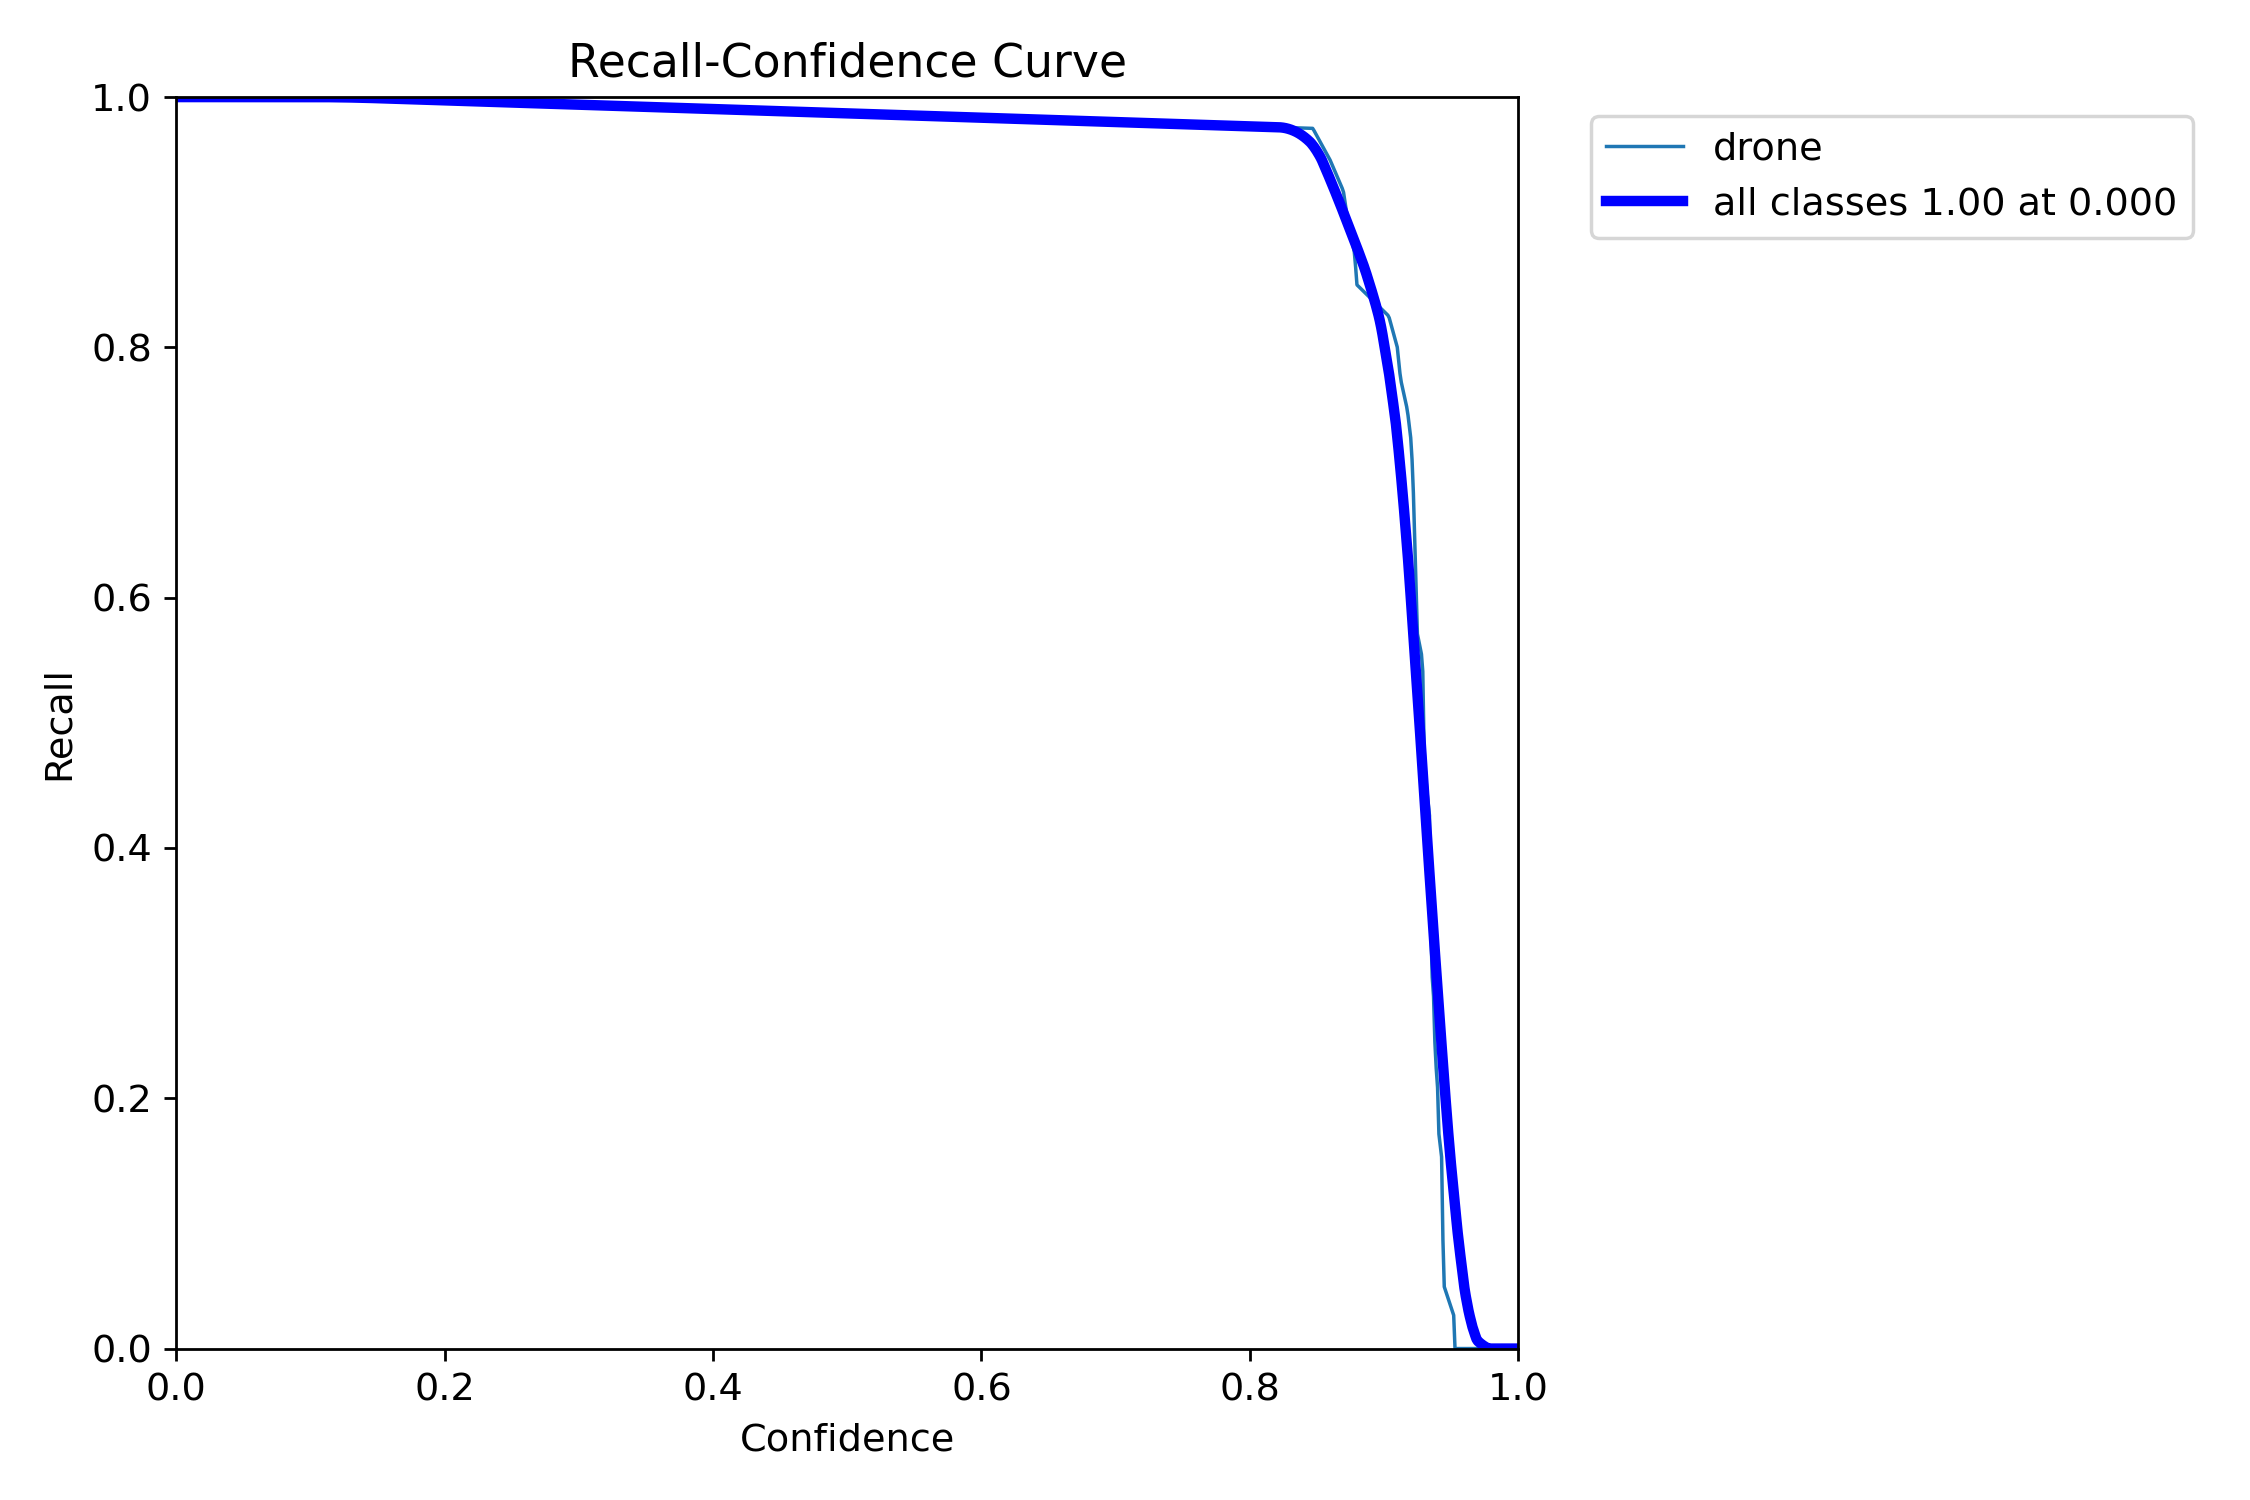 Recall-Confidence Curve
1.0
0.8
0.6
0.4
0.2
0.0
Recall
0.0 0.2 0.4 0.6 0.8 1.0
Confidence
drone
all classes 1.00 at 0.000